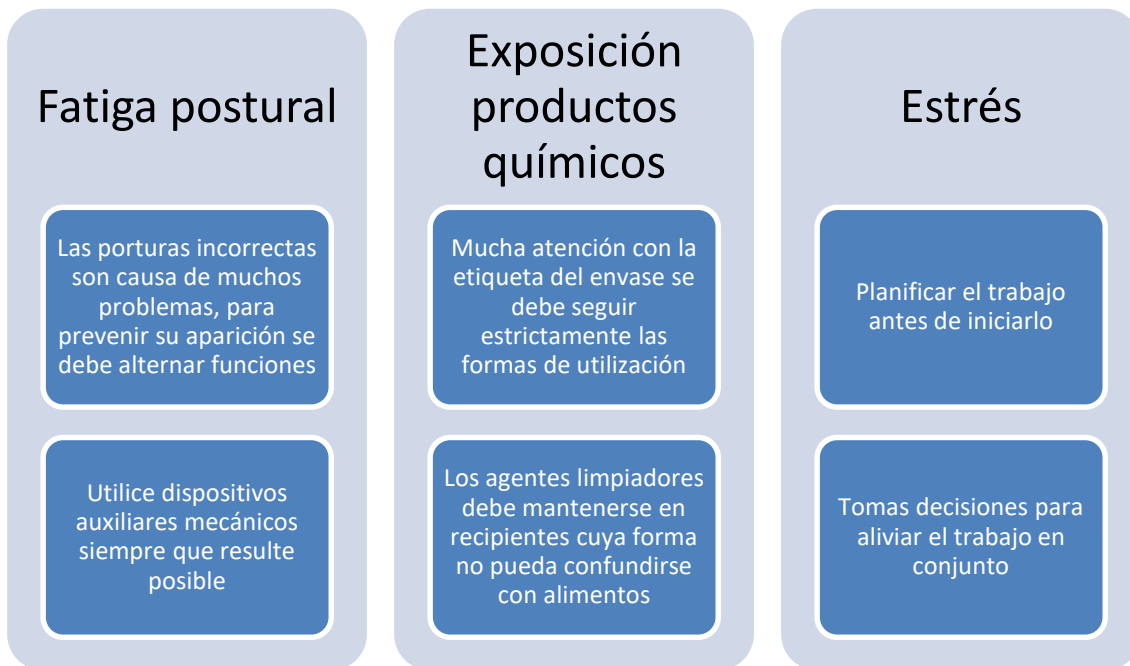 Fatiga postural
Las porturas incorrectas
son causa de muchos
problemas, para
prevenir su aparición se
debe alternar funciones
Utilice dispositivos
auxiliares mecánicos
siempre que resulte
posible
Exposición
productos
químicos
Mucha atención con la
etiqueta del envase se
debe seguir
estrictamente las
formas de utilización
Los agentes limpiadores
debe mantenerse en
recipientes cuya forma
no pueda confundirse
con alimentos
Estrés
Planificar el trabajo
antes de iniciarlo
Tomas decisiones para
aliviar el trabajo en
conjunto